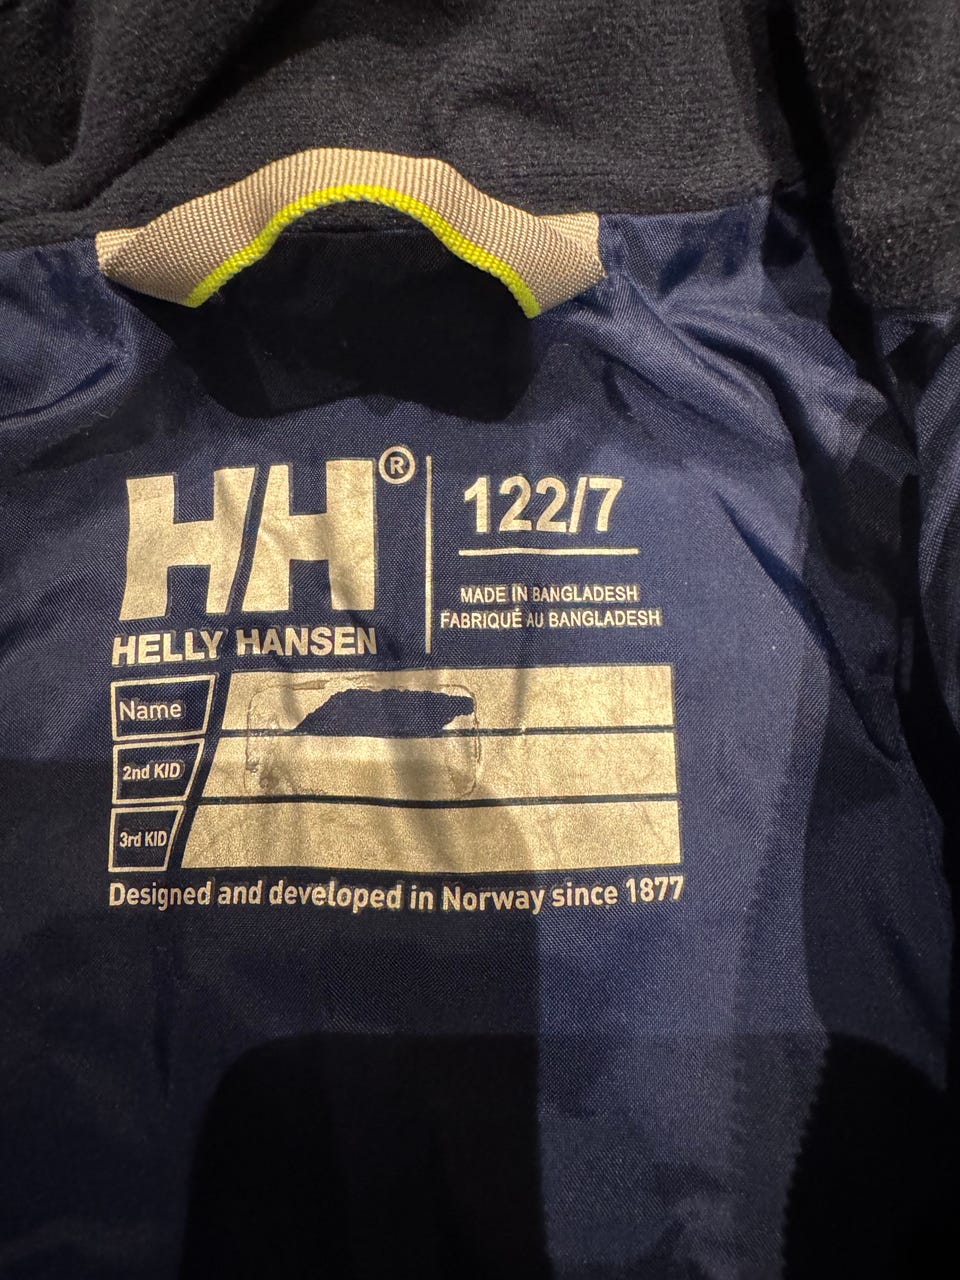 HH®
HELLY HANSEN
122/7
MADE IN BANGLADESH
FABRIQUÉ AU BANGLADESH
Name
2nd KID
3rd KID
Designed and developed in Norway since 1877